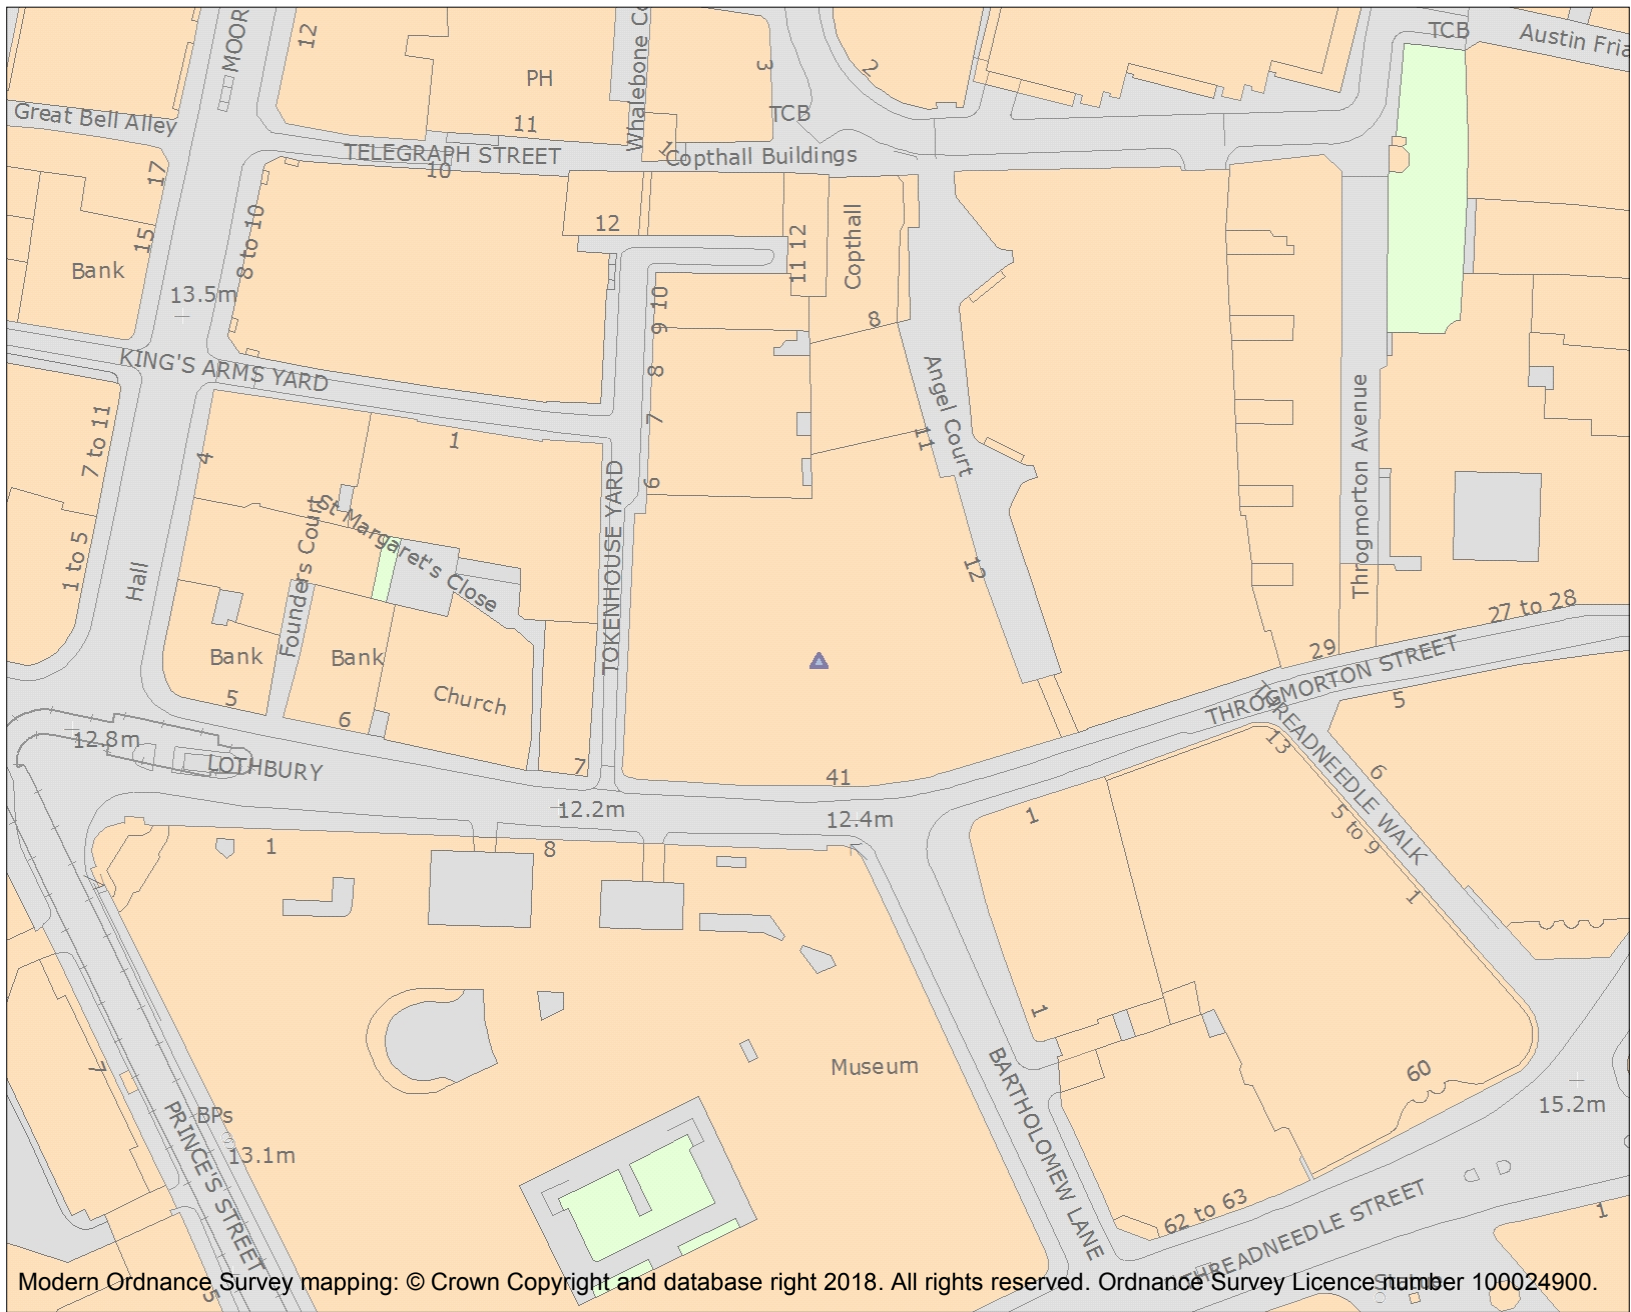 MOOR
12
PH
Whalebone Co
3
2
TCB
TCB
Austin Fria
Great Bell Alley
11
TELEGRAPH STREET
10
1
Copthall Buildings
17
15
8 to 10
Bank
13.5m
12
11 12
Copthall
8
10
9
8
7
6
KING'S ARMS YARD
Angel Court
11
12
Throgmorton Avenue
7 to 11
1 to 5
4
1
Hall
St Margaret's Close
Founders Court
TOKENHOUSE YARD
Bank
Bank
Church
5
6
7
12.8m
LOTHBURY
41
12.2m
12.4m
27 to 28
29
THROGMORTON STREET
5
THREADNEEDLE WALK
13
6
5 to 9
1
1
1
8
1
Museum
7
BPs
13.1m
PRINCE'S STREET
5
BARTHOLOMEW LANE
60
15.2m
62 to 63
THREADNEEDLE STREET
1
Statue
Modern Ordnance Survey mapping: © Crown Copyright and database right 2018. All rights reserved. Ordnance Survey Licence number 100024900.